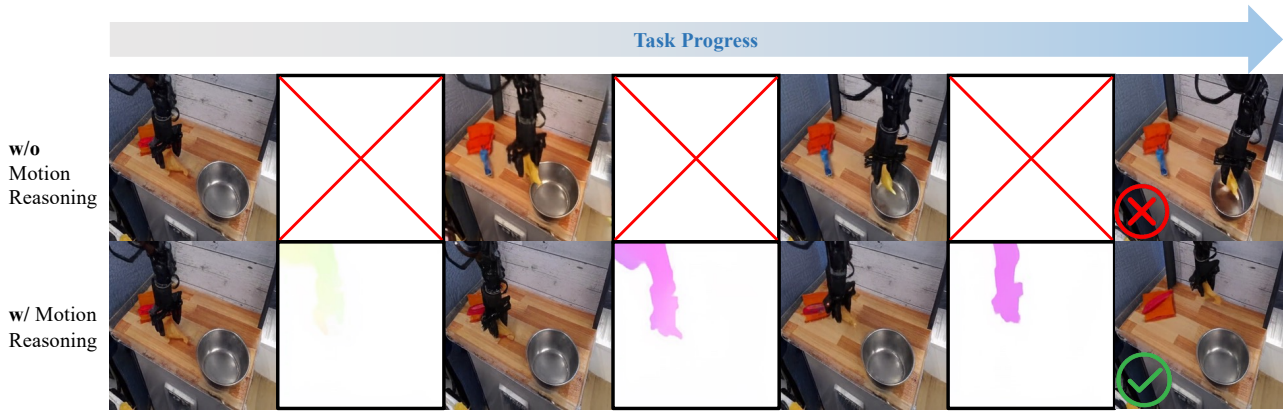 Task Progress
w/o
Motion
Reasoning
w/ Motion
Reasoning